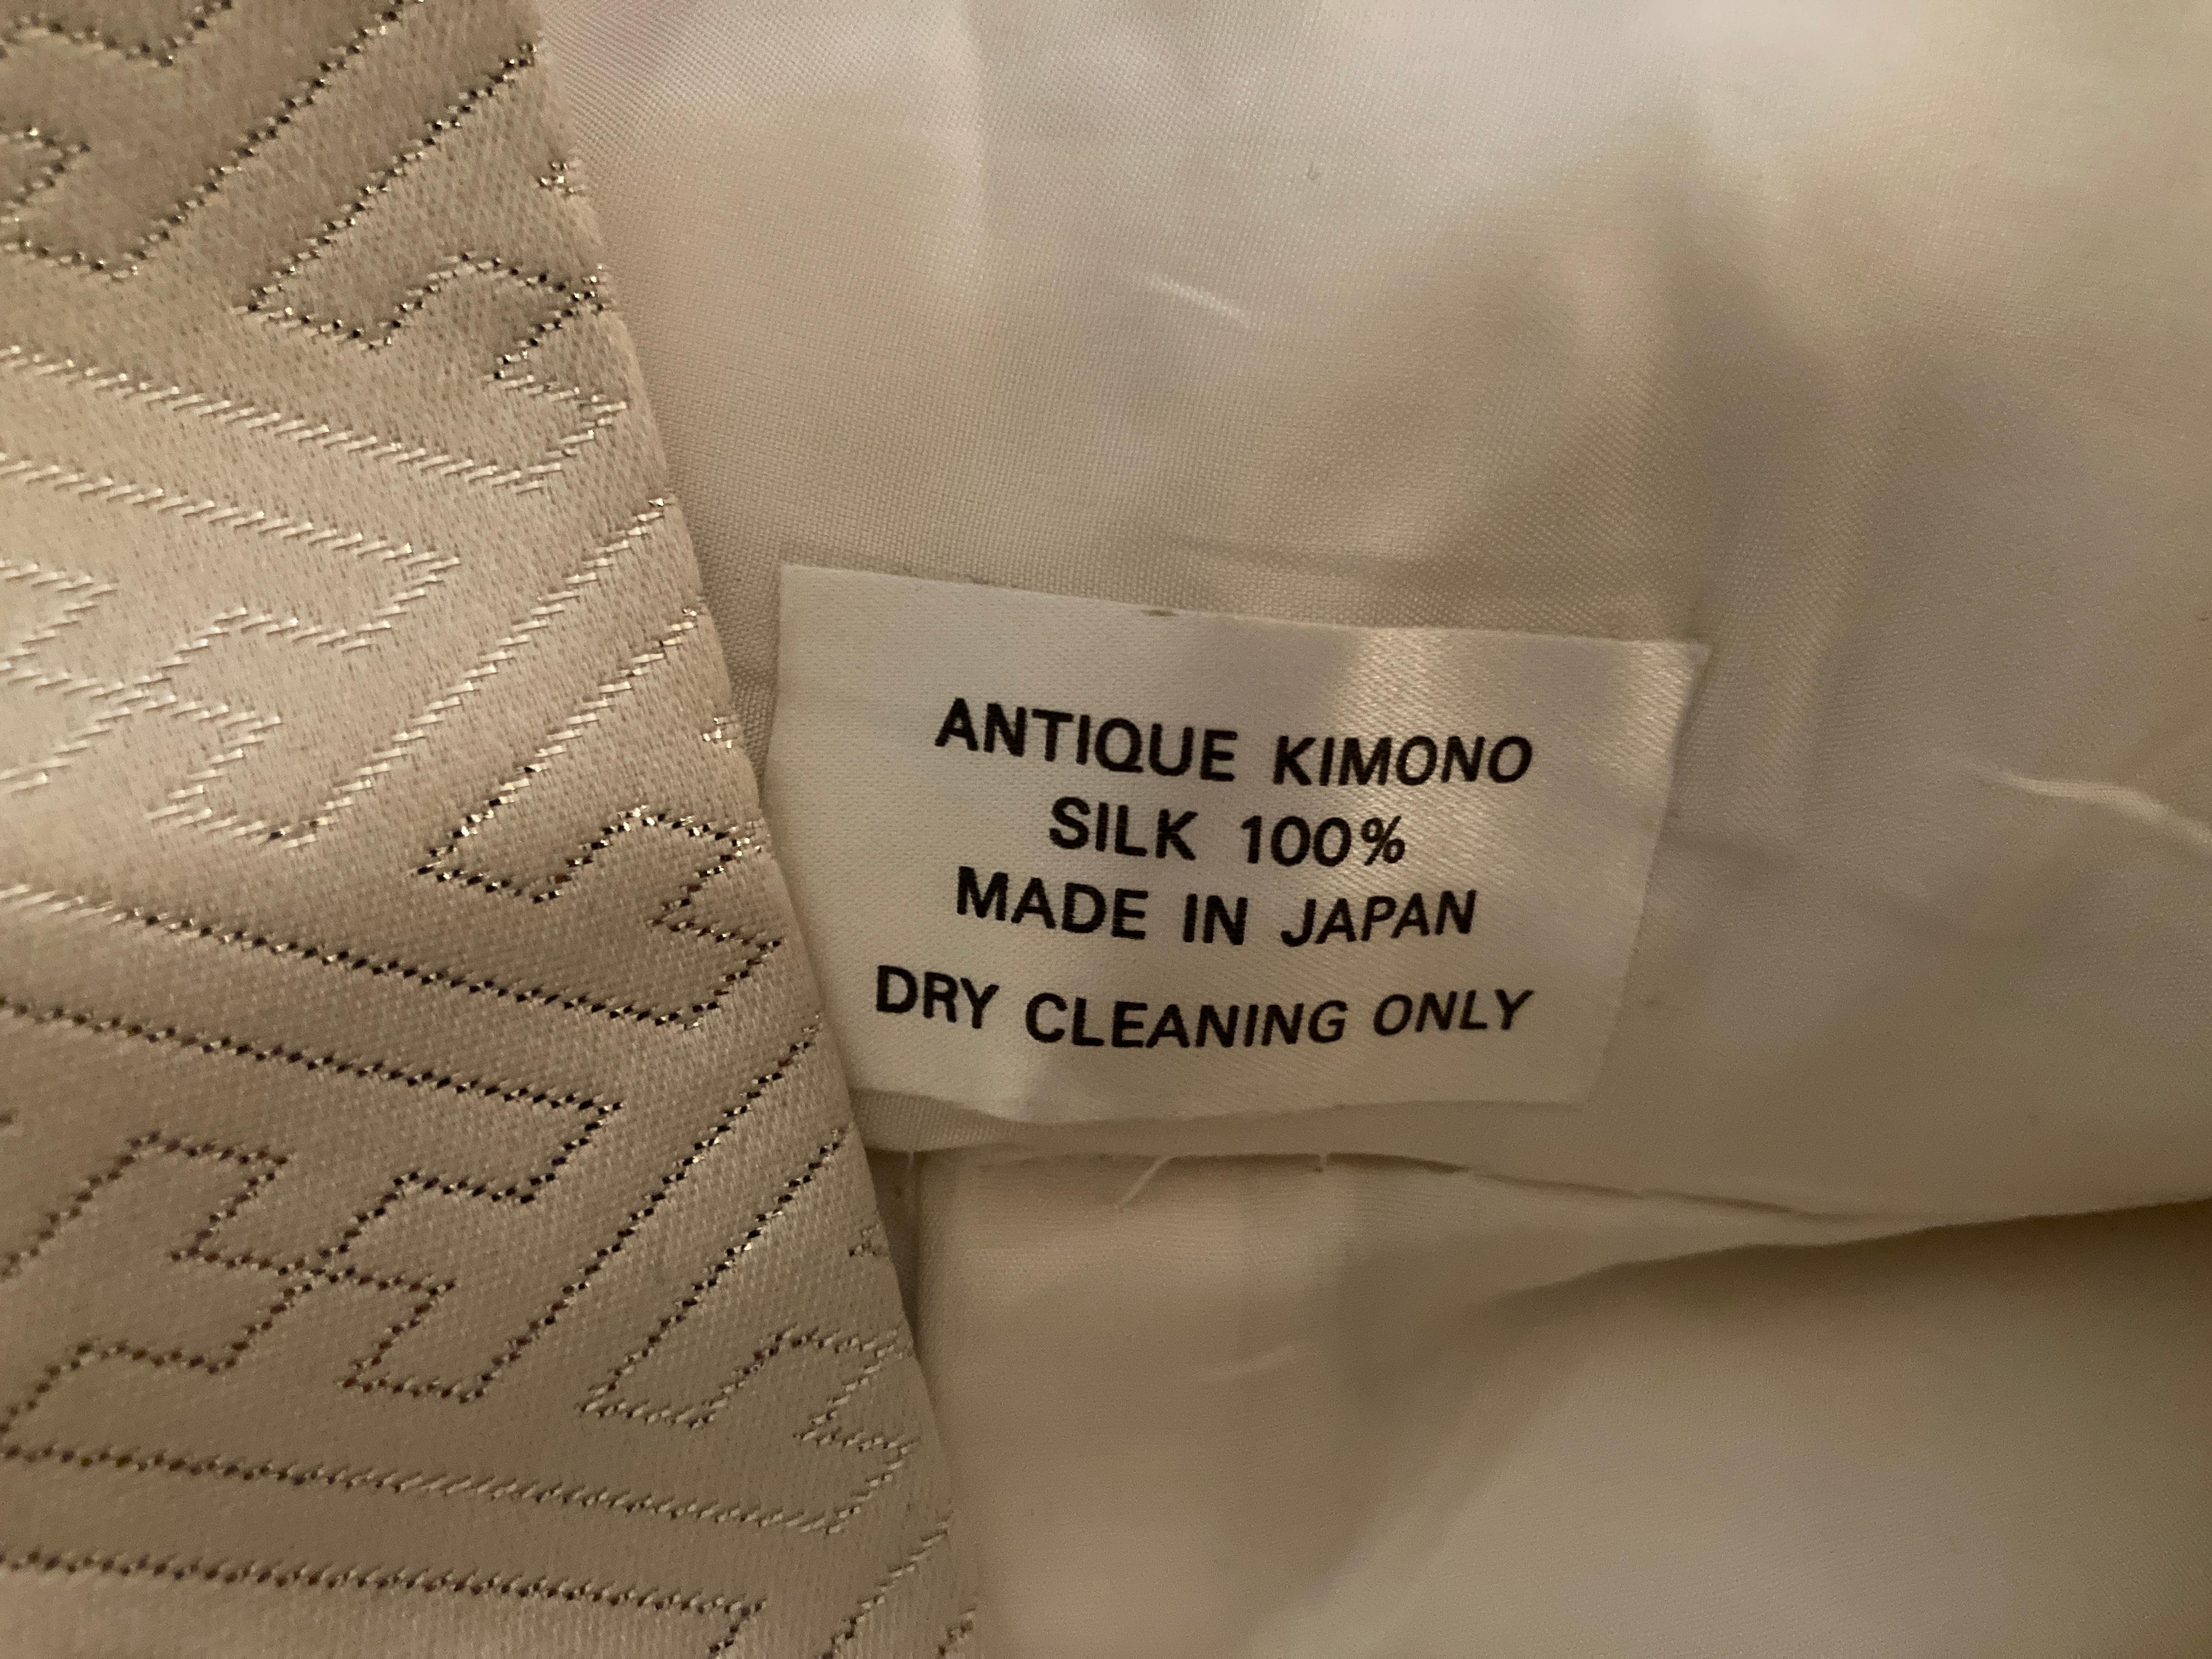 ANTIQUE KIMONO
SILK 100%
MADE IN JAPAN
DRY CLEANING ONLY